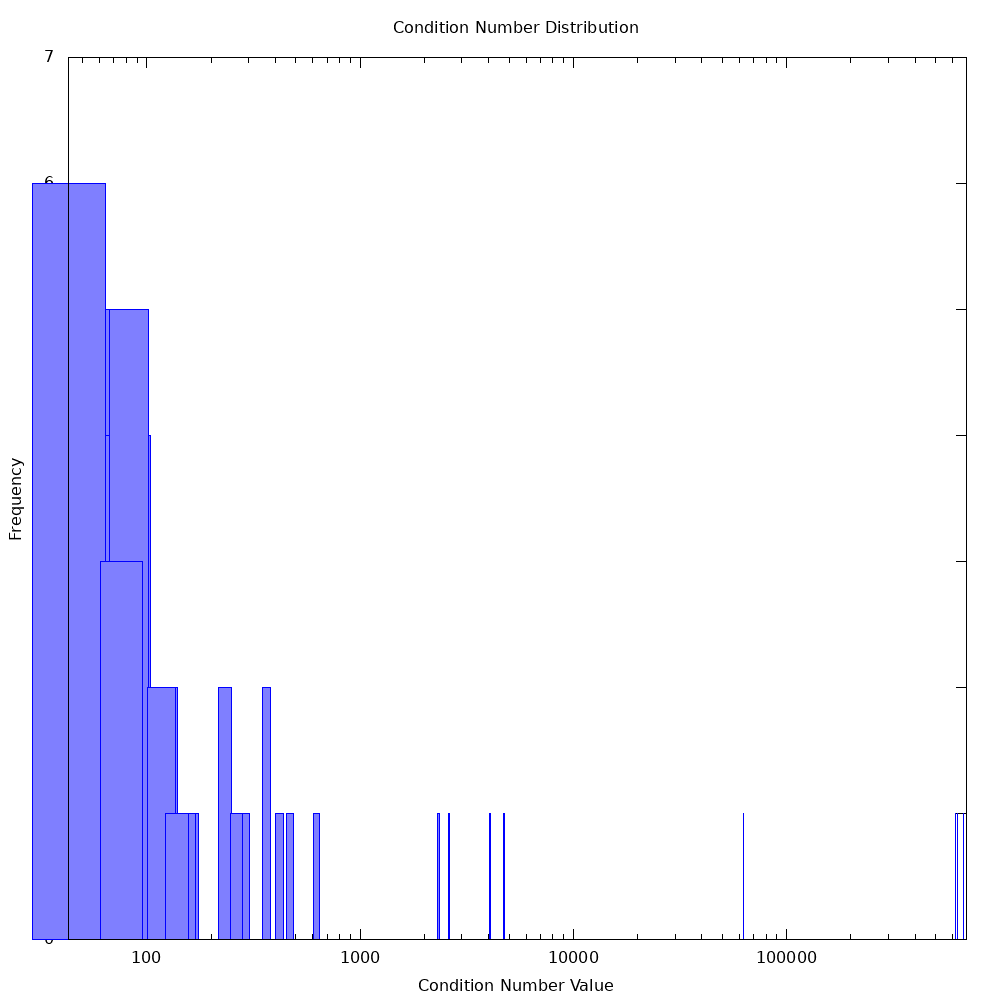 Condition Number Distribution
7
6
Frequency
0
100 1000 10000 100000
Condition Number Value